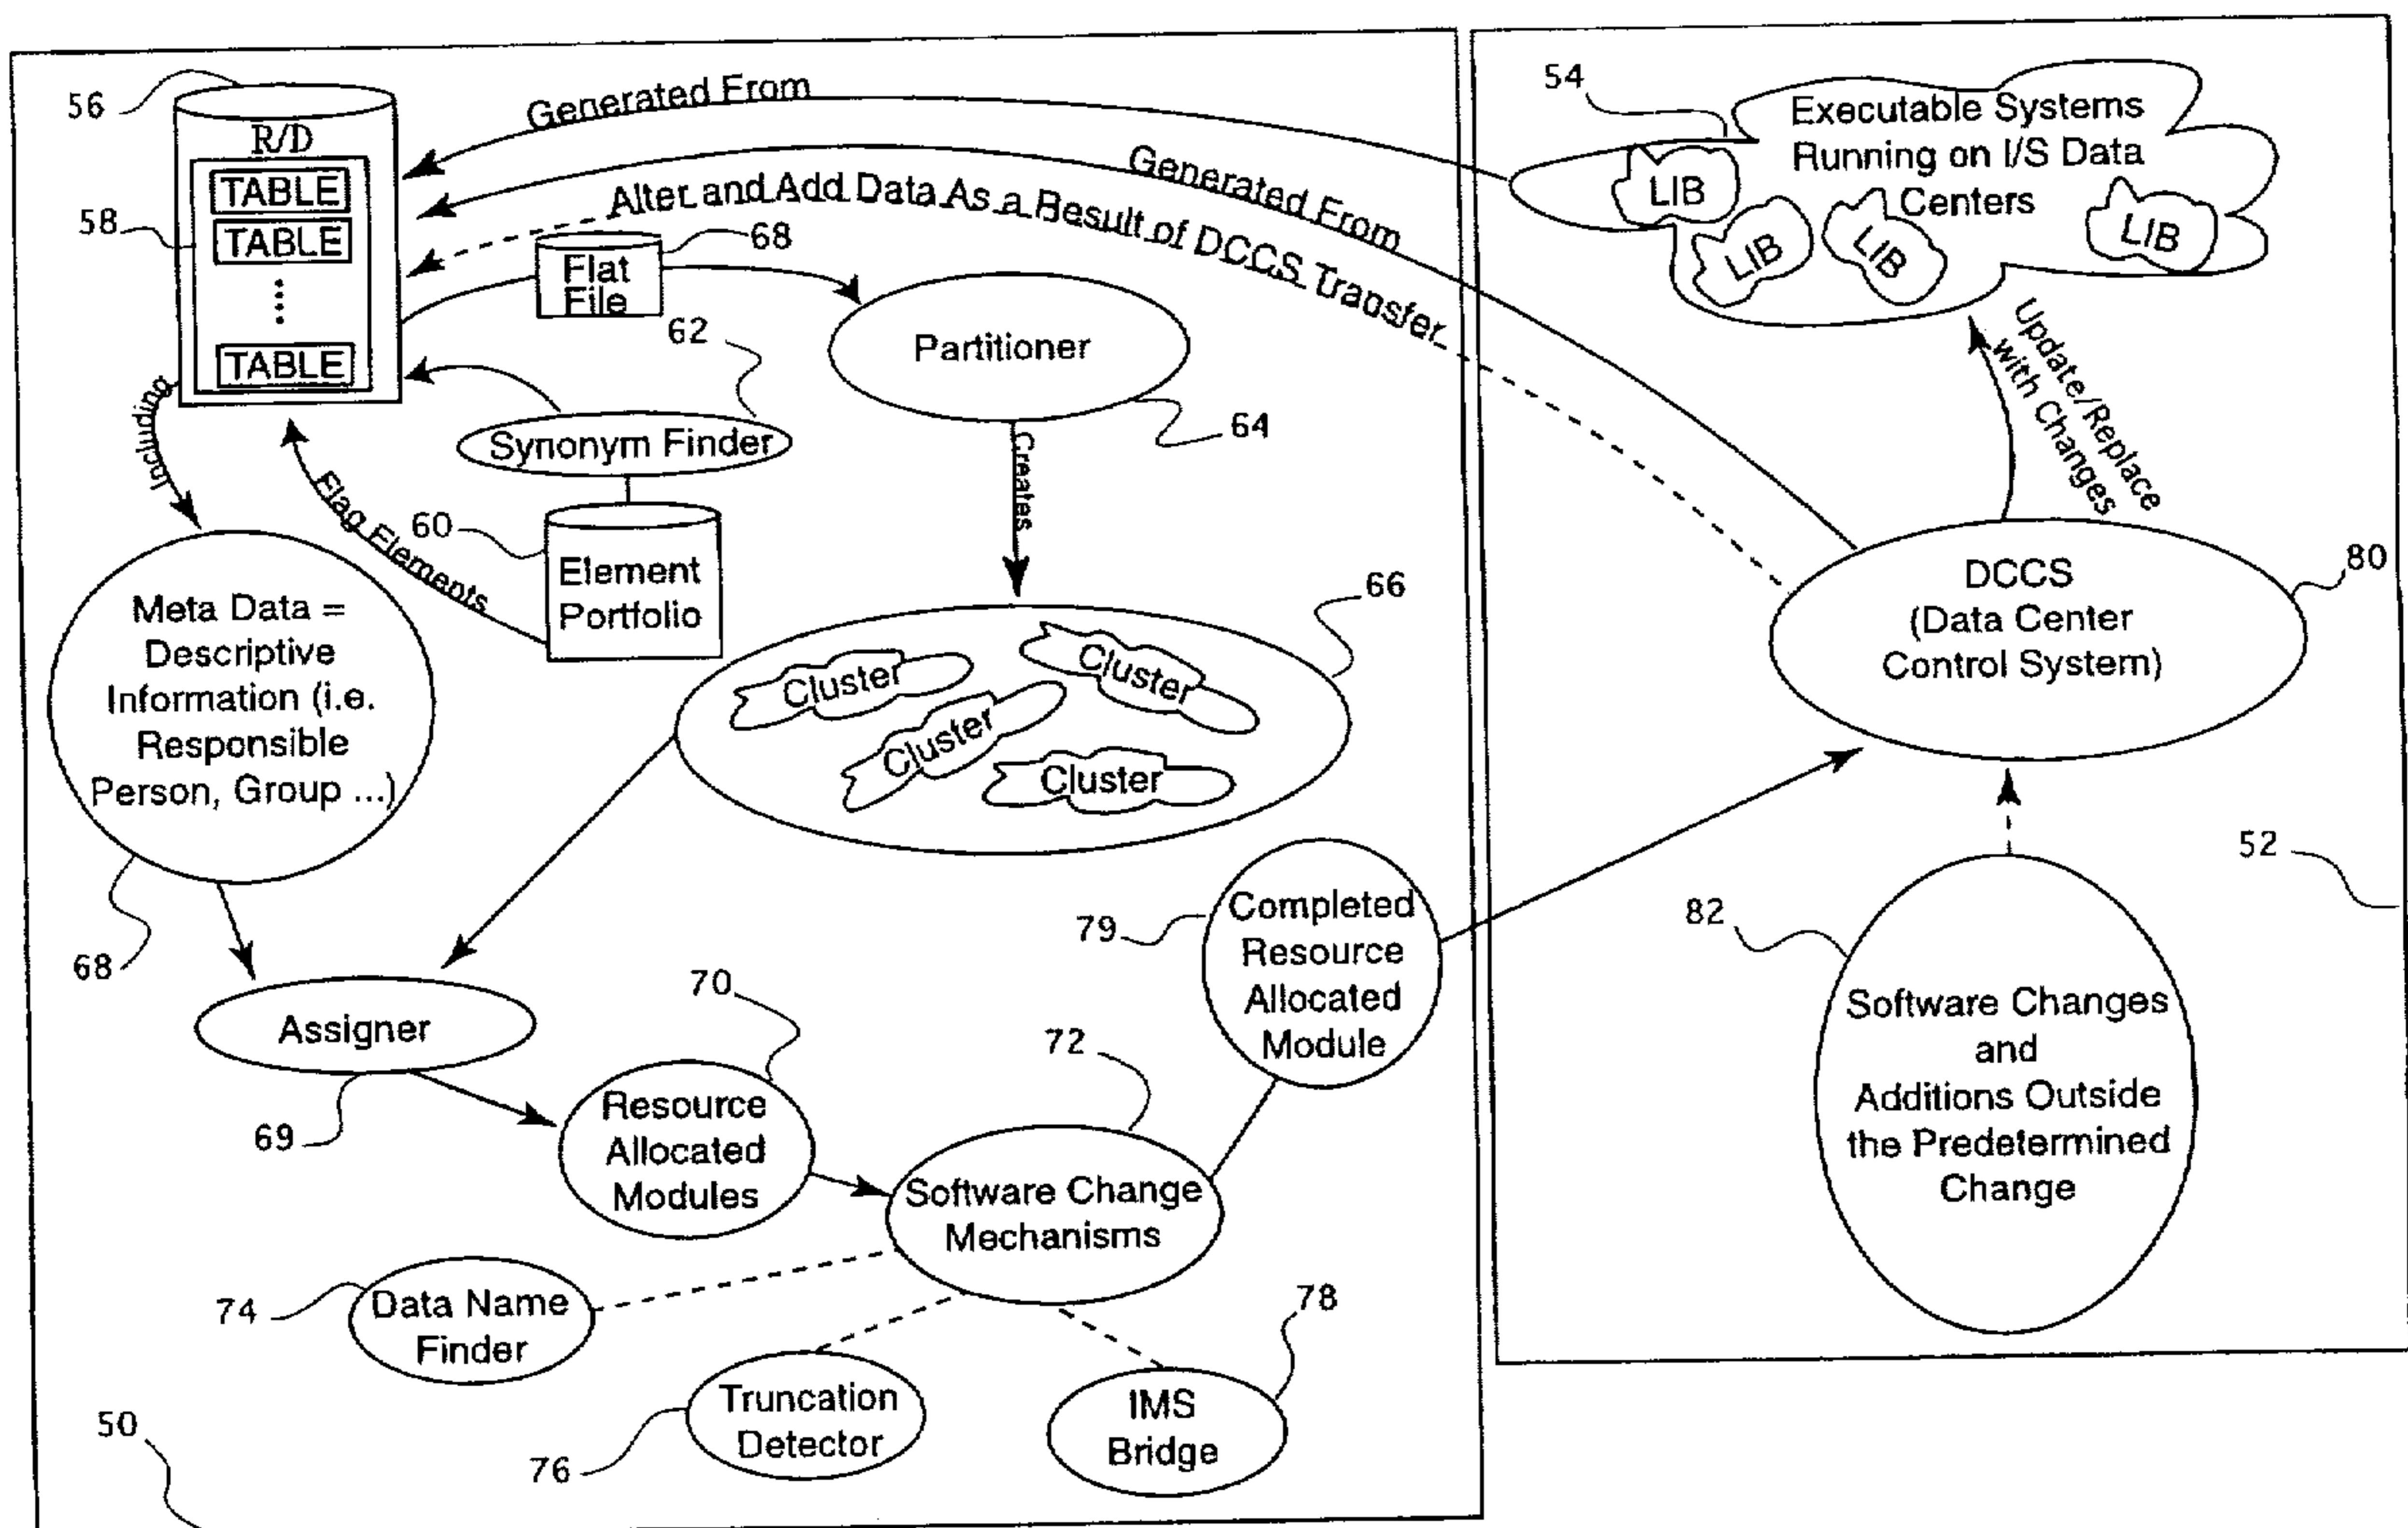 56
R/D
TABLE
58
TABLE
TABLE
Generated From
Generated From
Alter and Add Data As a Result of DCCS Transfer
68
Flat
File
62
Partitioner
64
Including
Synonym Finder
Creates
Flag Elements
60
Element
Portfolio
Meta Data =
Descriptive
Information (i.e.
Responsible
Person, Group ...)
68
66
Cluster
Cluster
Cluster
Cluster
Assigner
69
70
Resource
Allocated
Modules
72
Software Change
Mechanisms
79
Completed
Resource
Allocated
Module
74
Data Name
Finder
76
Truncation
Detector
78
IMS
Bridge
50
54
Executable Systems
Running on I/S Data
Centers
LIB
LIB
LIB
LIB
Update/Replace
with Changes
80
DCCS
(Data Center
Control System)
52
82
Software Changes
and
Additions Outside
the Predetermined
Change